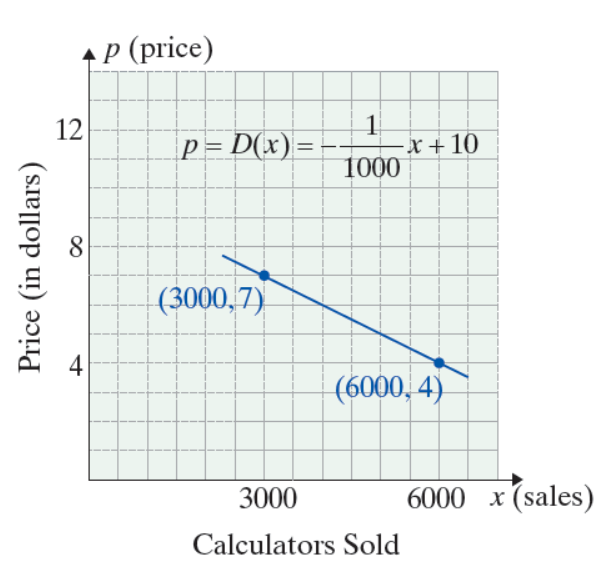 p (price)
12
p = D(x) = −1/1000 x + 10
8
(3000, 7)
Price (in dollars)
4
(6000, 4)
3000 6000 x (sales)
Calculators Sold